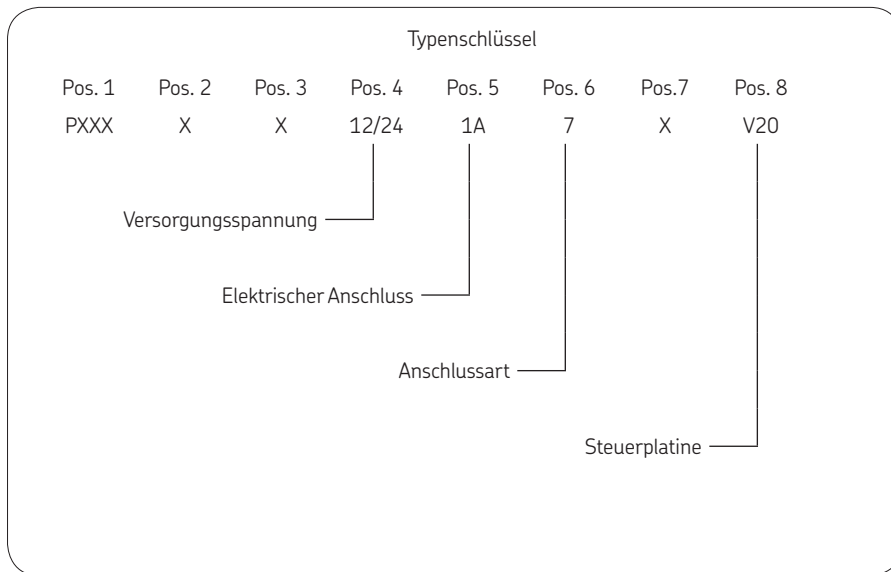 Typenschlüssel
Pos. 1 Pos. 2 Pos. 3 Pos. 4 Pos. 5 Pos. 6 Pos.7 Pos. 8
PXXX X X 12/24 1A 7 X V20
Versorgungsspannung
Elektrischer Anschluss
Anschlussart
Steuerplatine